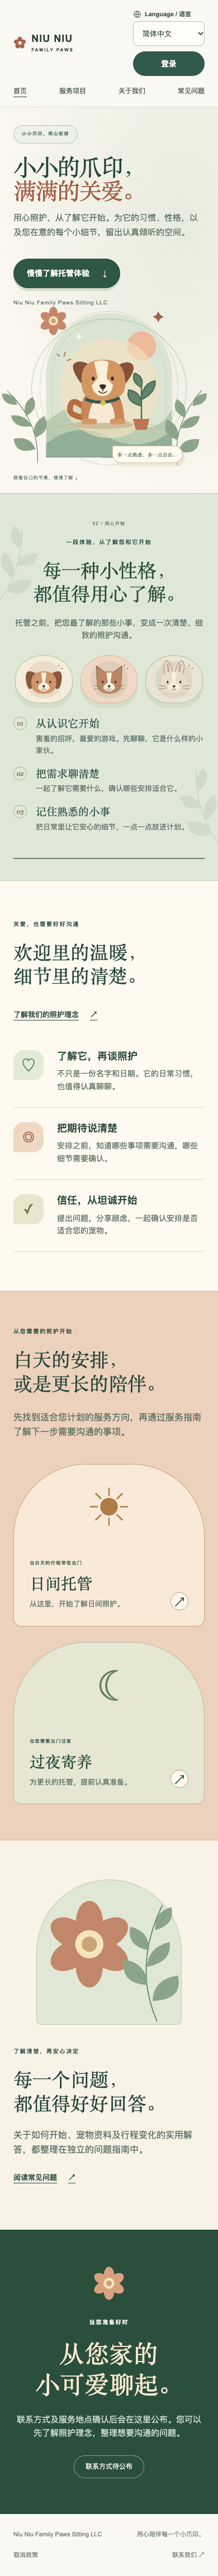 NIU NIU
FAMILY PAWS
Language / 语言
简体中文
登录
首页 服务项目 关于我们 常见问题
小小爪印，用心安排
小小的爪印，
满满的关爱。
用心照护，从了解它开始。为它的习惯、性格，以
及您在意的每个小细节，留出认真倾听的空间。
慢慢了解托管体验 ↓
Niu Niu Family Paws Sitting LLC
多一点熟悉，多一点自在。
跟着自己的节奏，慢慢了解 ↓
02 / 用心开始
一段体验，从了解您和它开始
每一种小性格，
都值得用心了解。
托管之前，把您最了解的那些小事，变成一次清楚、细
致的照护沟通。
01 从认识它开始
害羞的招呼，最爱的游戏。先聊聊，它是什么样的小
家伙。
02 把需求聊清楚
一起了解它需要什么，确认哪些安排适合它。
03 记住熟悉的小事
把日常里让它安心的细节，一点一点放进计划。
关爱，也需要好好沟通
欢迎里的温暖，
细节里的清楚。
了解我们的照护理念 ↗
了解它，再谈照护
不只是一份名字和日期。它的日常习惯，
也值得认真聊聊。
把期待说清楚
安排之前，知道哪些事项需要沟通，哪些
细节需要确认。
信任，从坦诚开始
提出问题，分享顾虑，一起确认安排是否
适合您的宠物。
从您需要的照护开始
白天的安排，
或是更长的陪伴。
先找到适合您计划的服务方向，再通过服务指南
了解下一步需要沟通的事项。
当白天的行程带您出门
日间托管
从这里，开始了解日间照护。
当您需要出门过夜
过夜寄养
为更长的托管，提前认真准备。
了解清楚，再安心决定
每一个问题，
都值得好好回答。
关于如何开始、宠物资料及行程变化的实用解
答，都整理在独立的问题指南中。
阅读常见问题 ↗
当您准备好时
从您家的
小可爱聊起。
联系方式及服务地点确认后会在这里公布。您可以
先了解照护理念，整理想要沟通的问题。
联系方式待公布
Niu Niu Family Paws Sitting LLC 用心陪伴每一个小爪印。
取消政策 联系我们 ↗